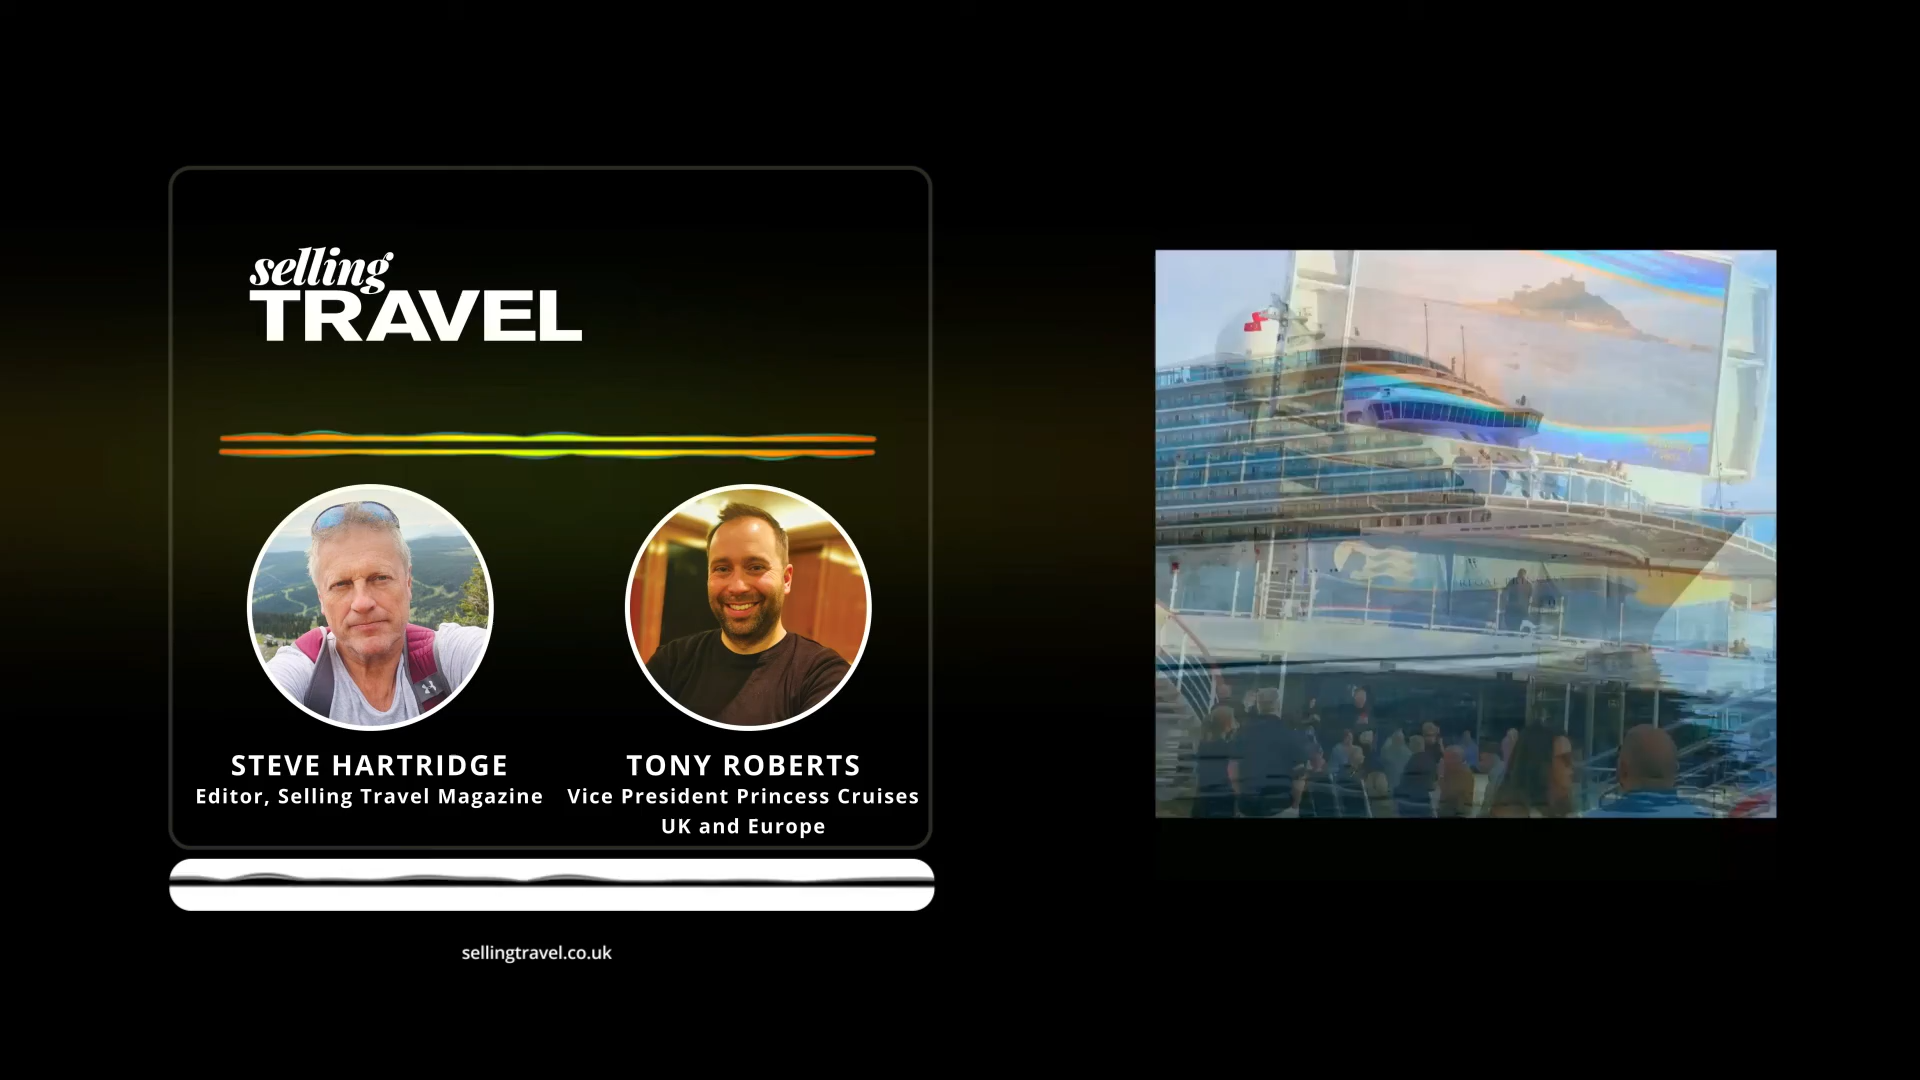 selling
TRAVEL
STEVE HARTRIDGE
Editor, Selling Travel Magazine
TONY ROBERTS
Vice President Princess Cruises
UK and Europe
sellingtravel.co.uk